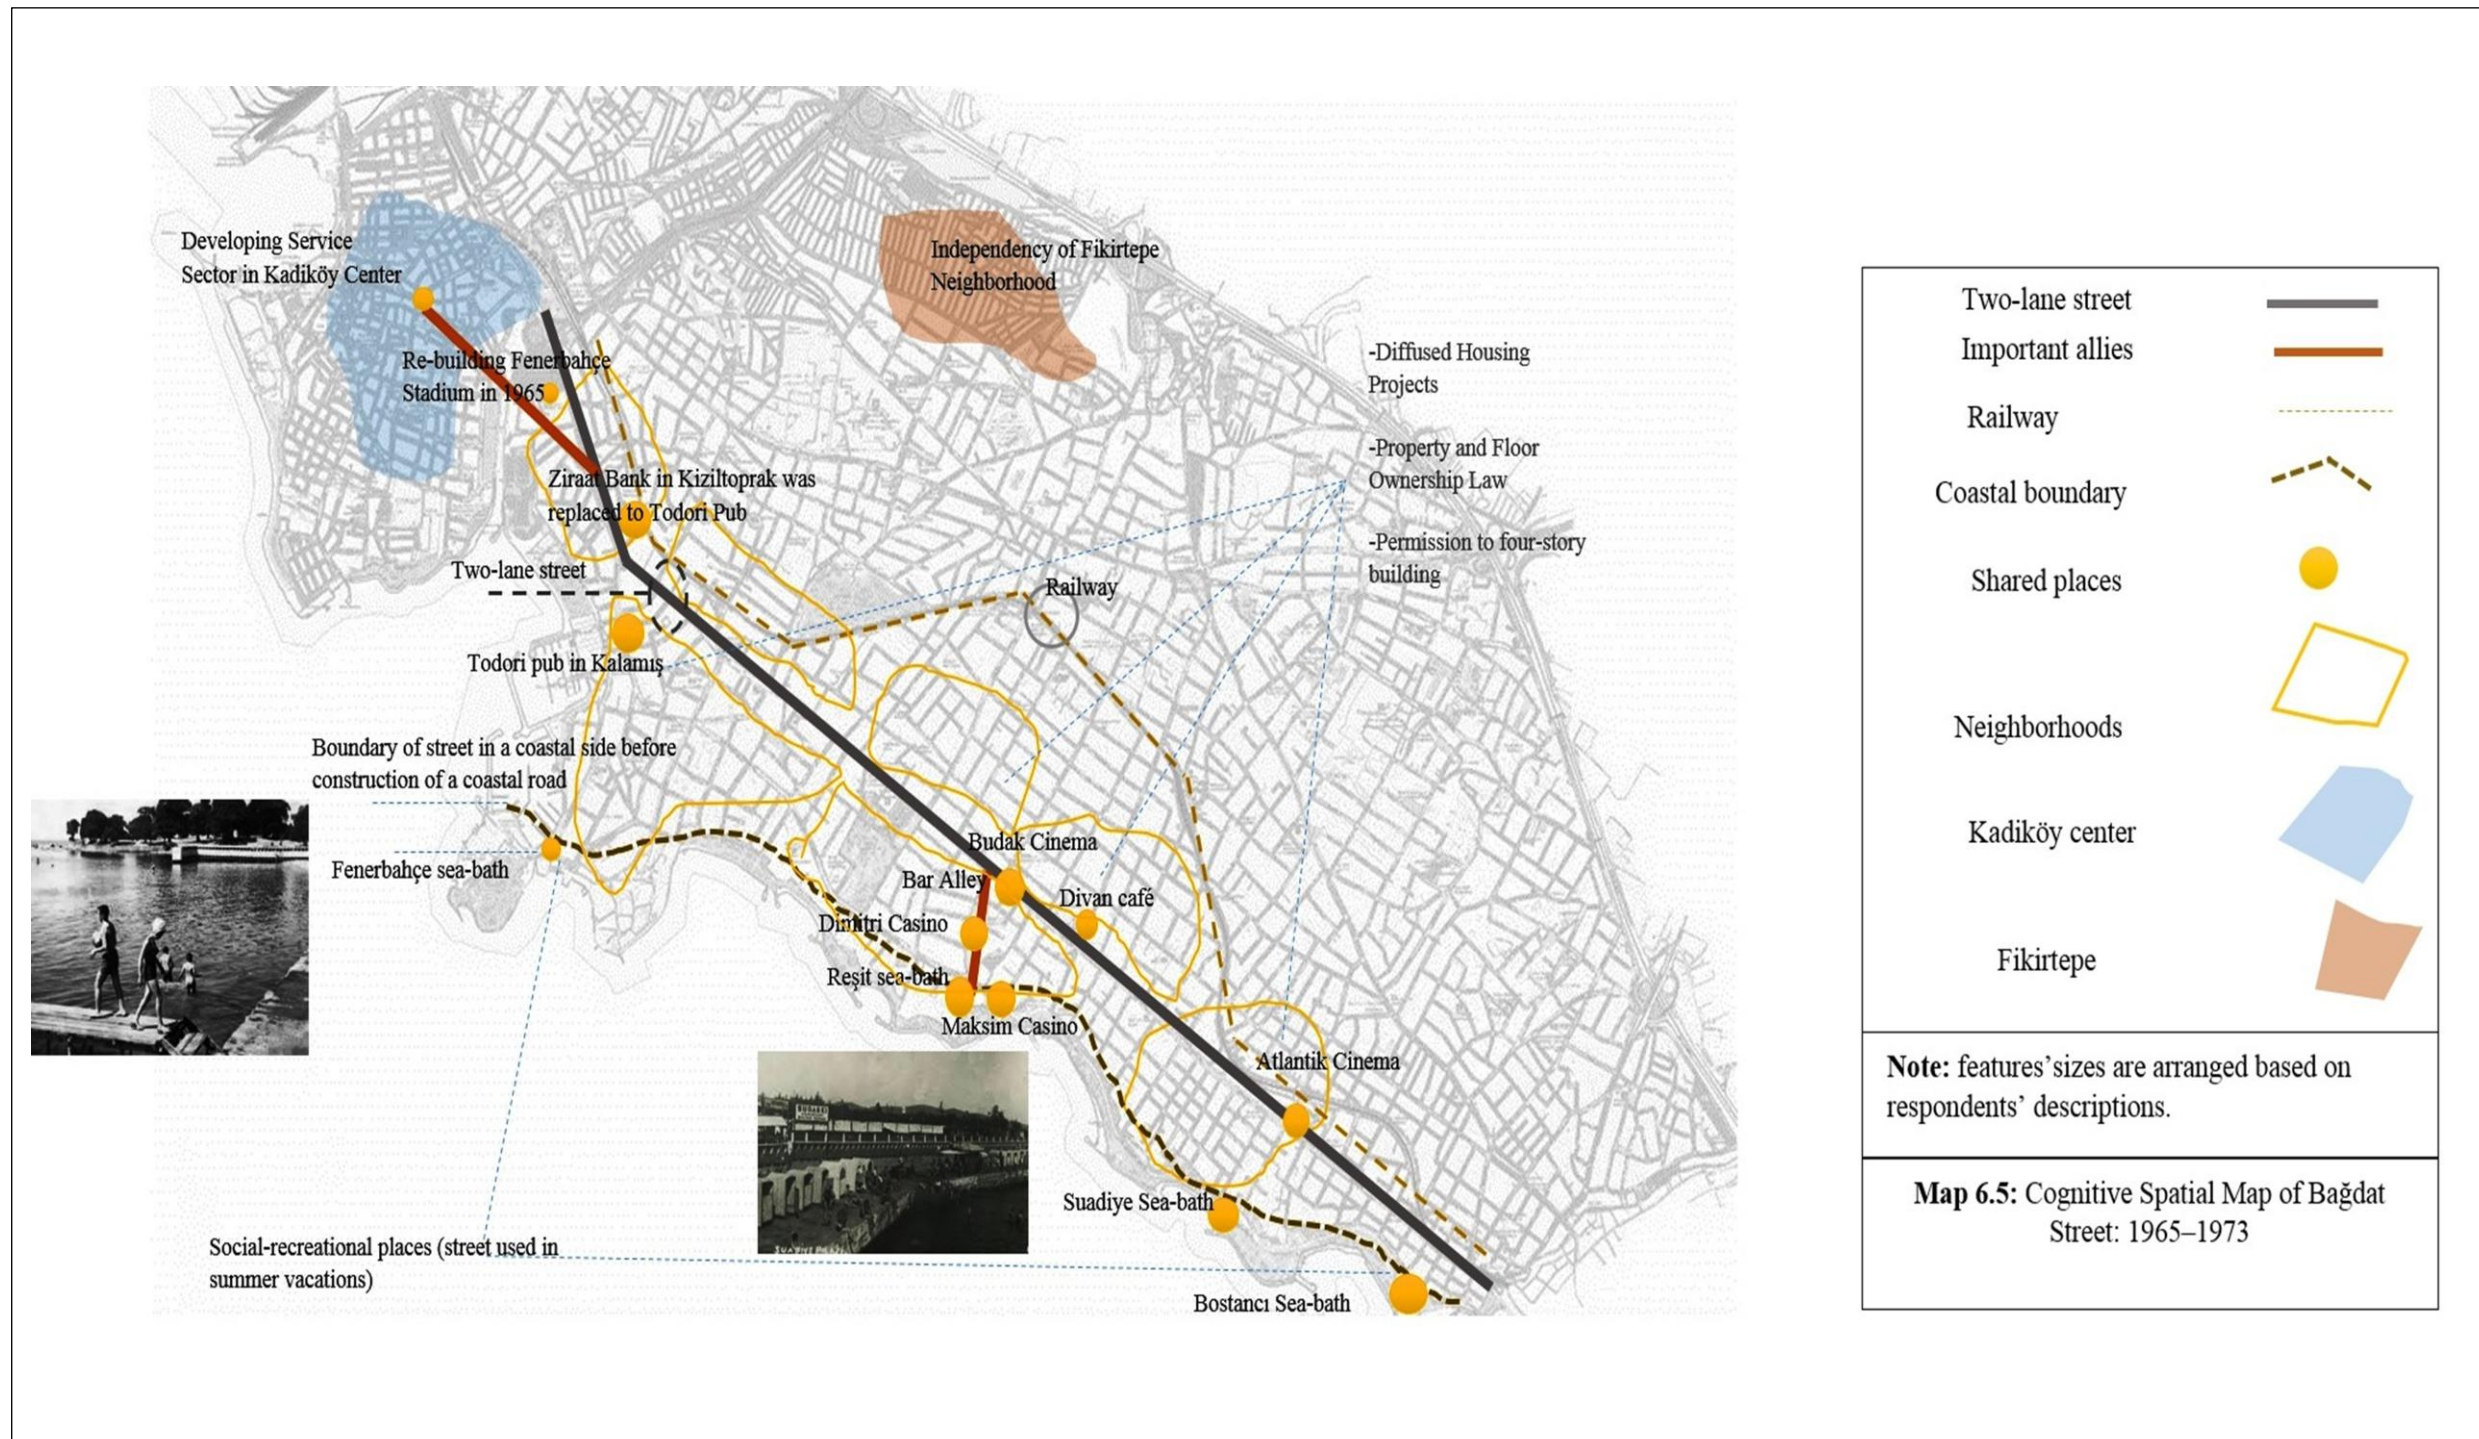 Developing Service
Sector in Kadiköy Center
Independency of Fikirtepe
Neighborhood
Re-building Fenerbahçe
Stadium in 1965
-Diffused Housing
Projects
-Property and Floor
Ownership Law
-Permission to four-story
building
Ziraat Bank in Kiziltoprak was
replaced to Todori Pub
Two-lane street
Railway
Todori pub in Kalamış
Boundary of street in a coastal side before
construction of a coastal road
Fenerbahçe sea-bath
Budak Cinema
Bar Alley
Divan café
Dimitri Casino
Reşit sea-bath
Maksim Casino
Atlantik Cinema
Suadiye Sea-bath
Social-recreational places (street used in
summer vacations)
Bostancı Sea-bath
Two-lane street
Important allies
Railway
Coastal boundary
Shared places
Neighborhoods
Kadiköy center
Fikirtepe
Note: features'sizes are arranged based on
respondents' descriptions.
Map 6.5: Cognitive Spatial Map of Bağdat
Street: 1965–1973